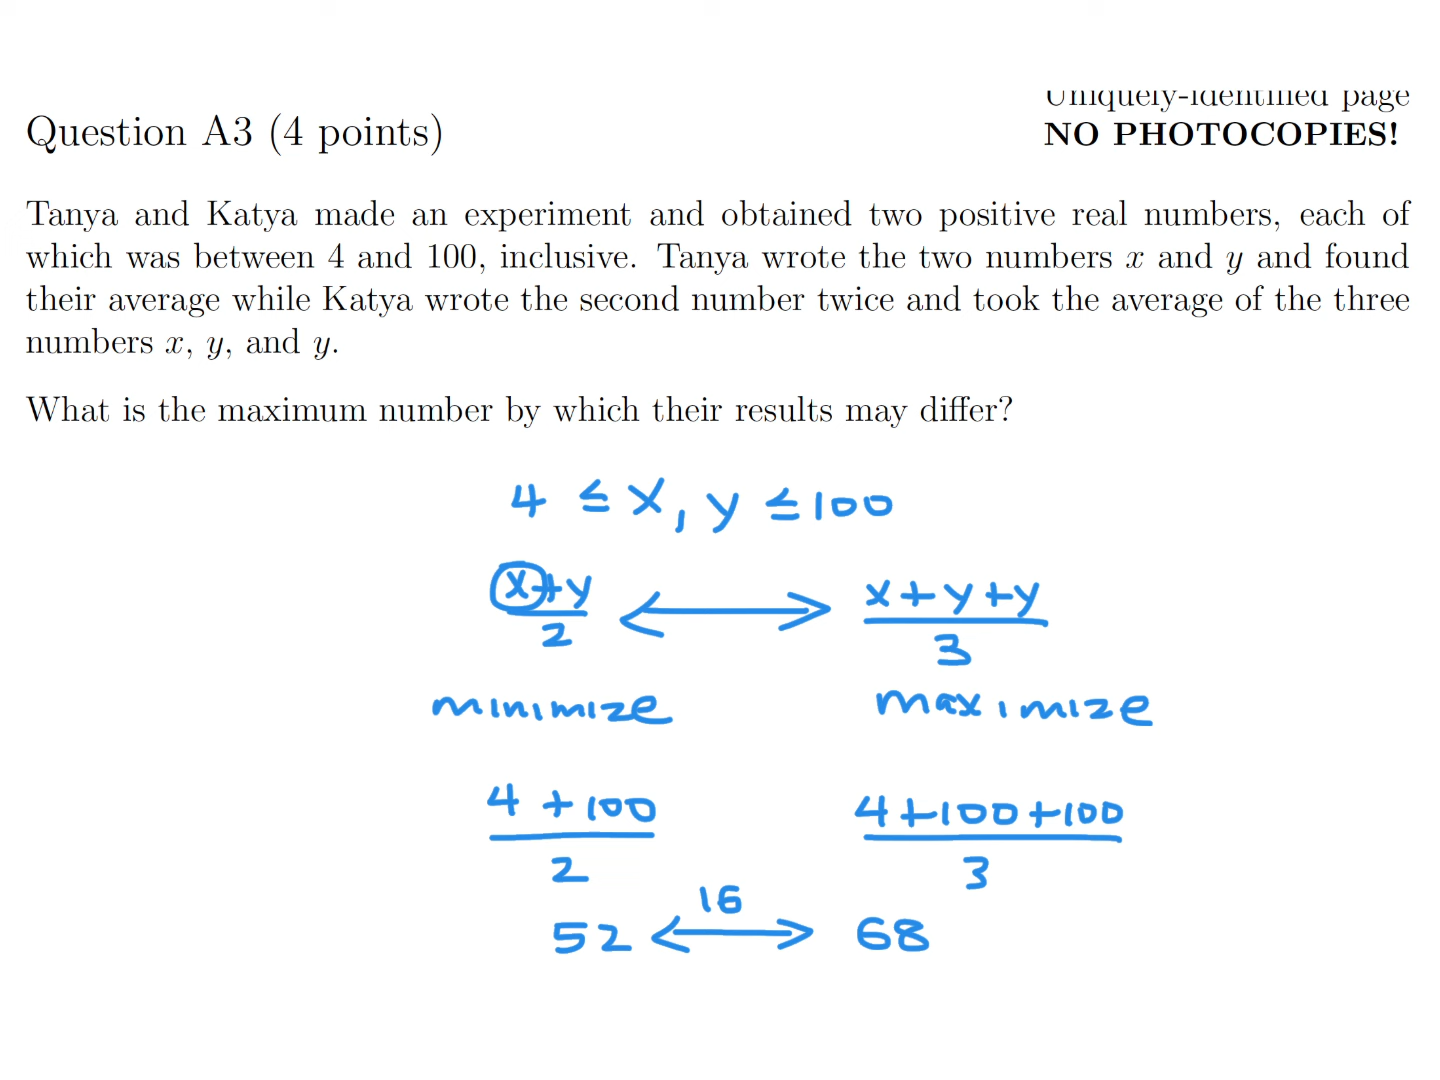 Uniquely-identified page
Question A3 (4 points)
NO PHOTOCOPIES!
Tanya and Katya made an experiment and obtained two positive real numbers, each of
which was between 4 and 100, inclusive. Tanya wrote the two numbers x and y and found
their average while Katya wrote the second number twice and took the average of the three
numbers x, y, and y.
What is the maximum number by which their results may differ?
4 ≤ x, y ≤ 100
x+y/2 ⟷ x+y+y/3
minimize maximize
4+100/2 4+100+100/3
16
52 ⟷ 68